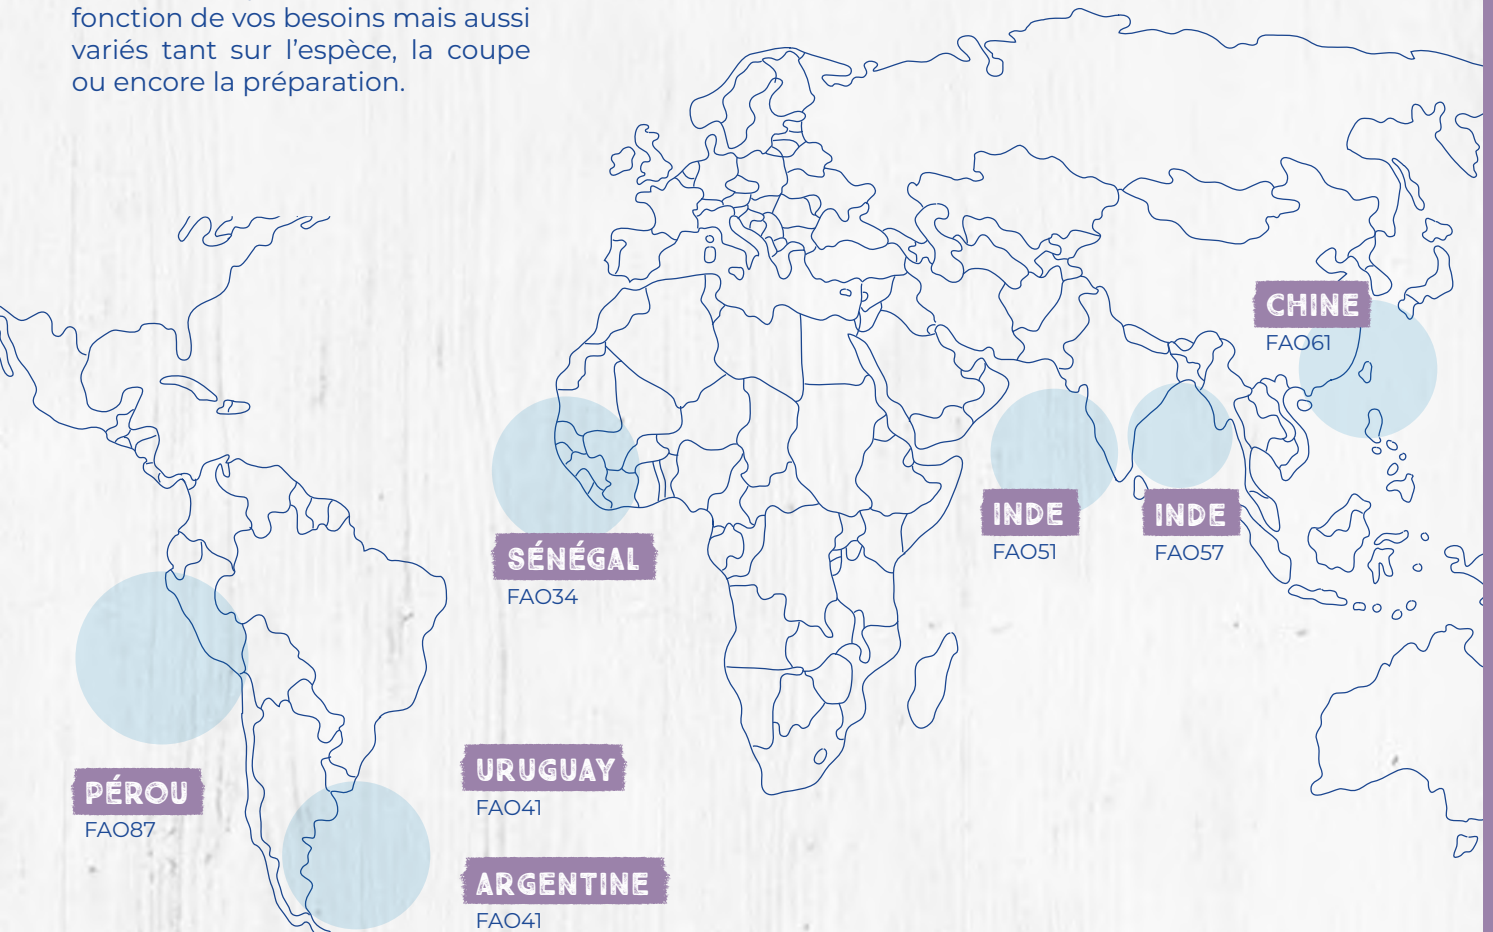 fonction de vos besoins mais aussi
variés tant sur l’espèce, la coupe
ou encore la préparation.
CHINE
FAO61
INDE
FAO51
INDE
FAO57
SÉNÉGAL
FAO34
PÉROU
FAO87
URUGUAY
FAO41
ARGENTINE
FAO41